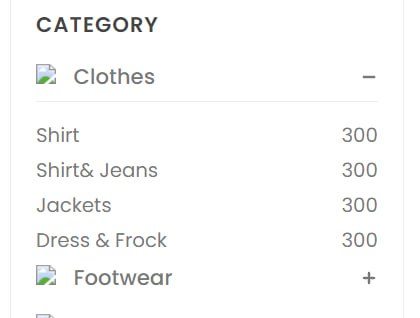 CATEGORY
Clothes −
Shirt 300
Shirt& Jeans 300
Jackets 300
Dress & Frock 300
Footwear +